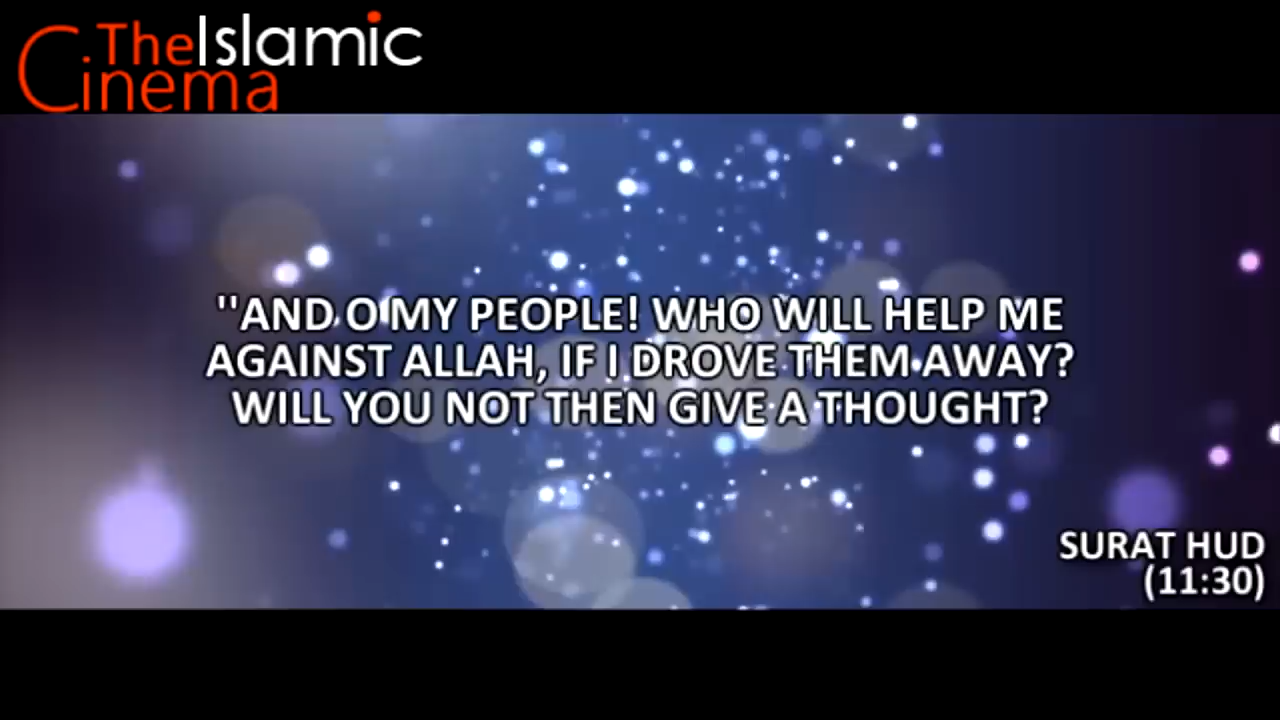 TheIslamic
Cinema
"AND O MY PEOPLE! WHO WILL HELP ME
AGAINST ALLAH, IF I DROVE THEM AWAY?
WILL YOU NOT THEN GIVE A THOUGHT?
SURAT HUD
(11:30)